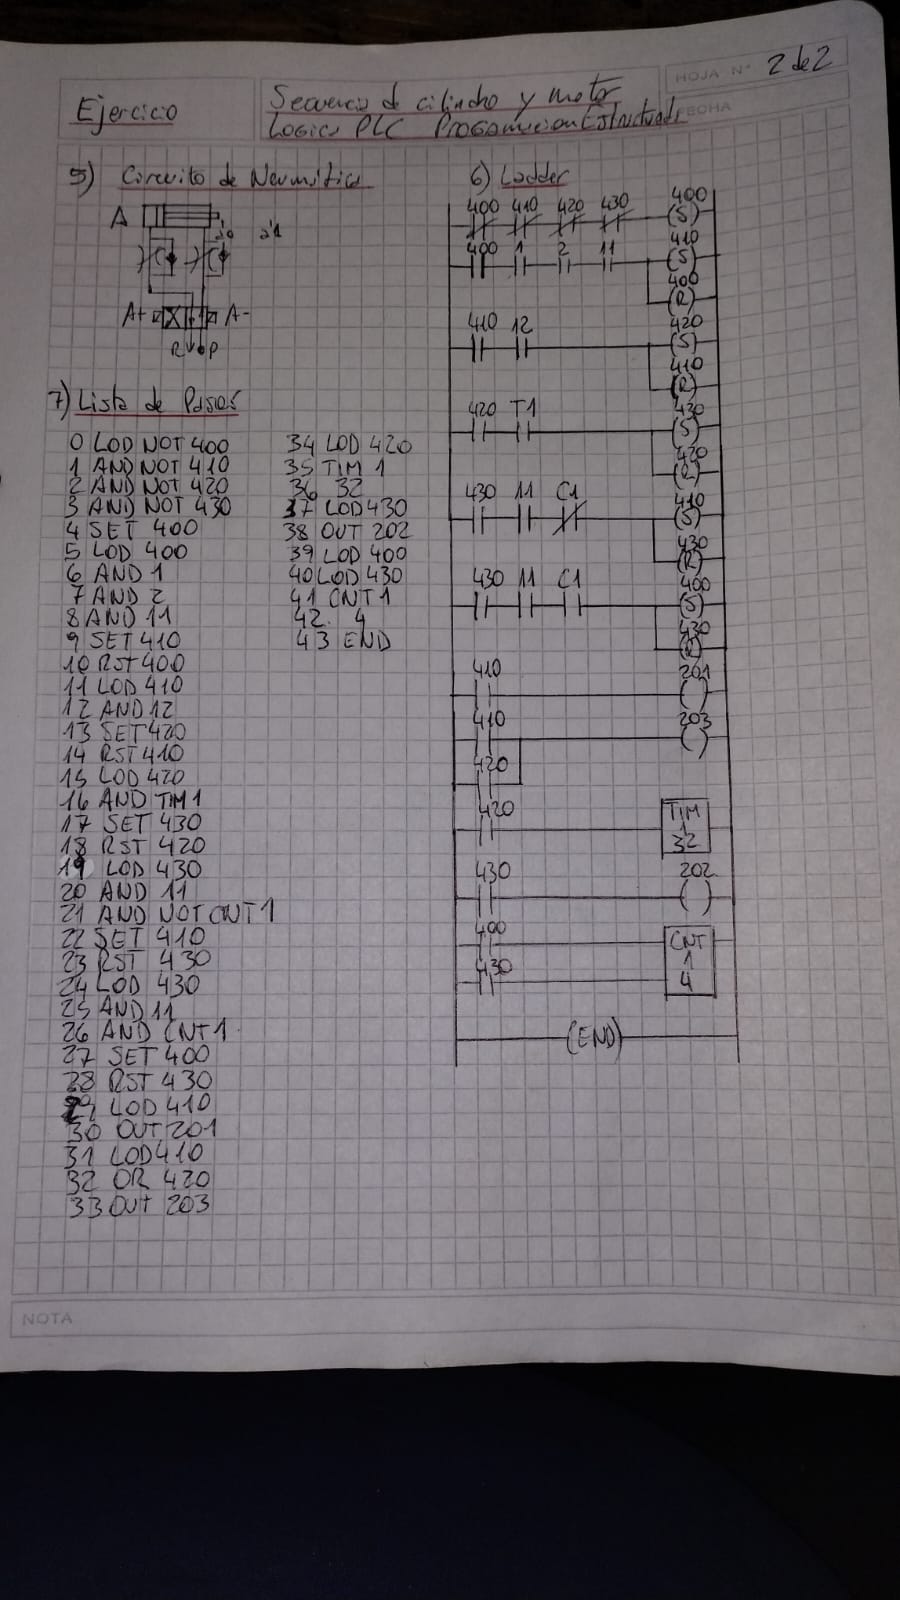 HOJA N° 2 de 2
FECHA
Ejercicio
Secuencia de cilindro y motor
Logica PLC Programacion Estructurada
5) Circuito de Neumática
A
a0 a1
A+ A-
R P
7) Lista de Pasos
0 LOD NOT 400
1 AND NOT 410
2 AND NOT 420
3 AND NOT 430
4 SET 400
5 LOD 400
6 AND 1
7 AND 2
8 AND 11
9 SET 410
10 RST 400
11 LOD 410
12 AND 12
13 SET 420
14 RST 410
15 LOD 420
16 AND TIM 1
17 SET 430
18 RST 420
19 LOD 430
20 AND 11
21 AND NOT CNT 1
22 SET 410
23 RST 430
24 LOD 430
25 AND 11
26 AND CNT 1
27 SET 400
28 RST 430
29 LOD 410
30 OUT 201
31 LOD 410
32 OR 420
33 OUT 203
34 LOD 420
35 TIM 1
36 32
37 LOD 430
38 OUT 202
39 LOD 400
40 LOD 430
41 CNT 1
42. 4
43 END
6) Ladder
400 410 420 430 400
(S)
400 1 2 11 410
(S)
400
(R)
410 12 420
(S)
410
(R)
420 T1 430
(S)
420
(R)
430 11 C1 410
(S)
430
(R)
430 11 C1 400
(S)
430
(R)
410 201
( )
410 203
( )
420
420 TIM
1
32
430 202
( )
400 CNT
430 1
4
(END)
NOTA